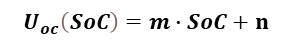 U_oc(SoC) = m · SoC + n